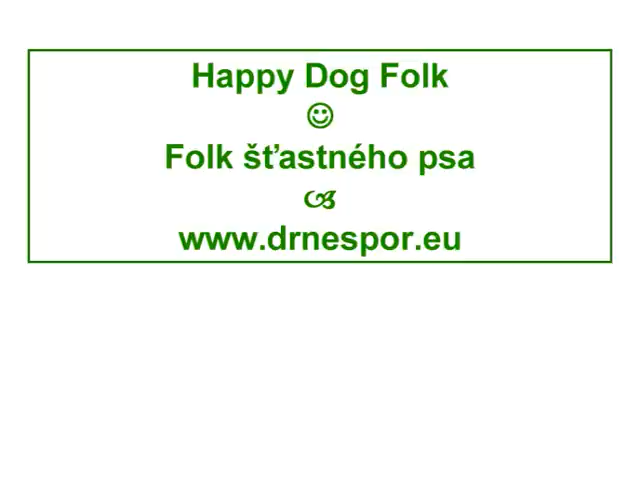 Happy Dog Folk
☺
Folk šťastného psa
🙚
www.drnespor.eu